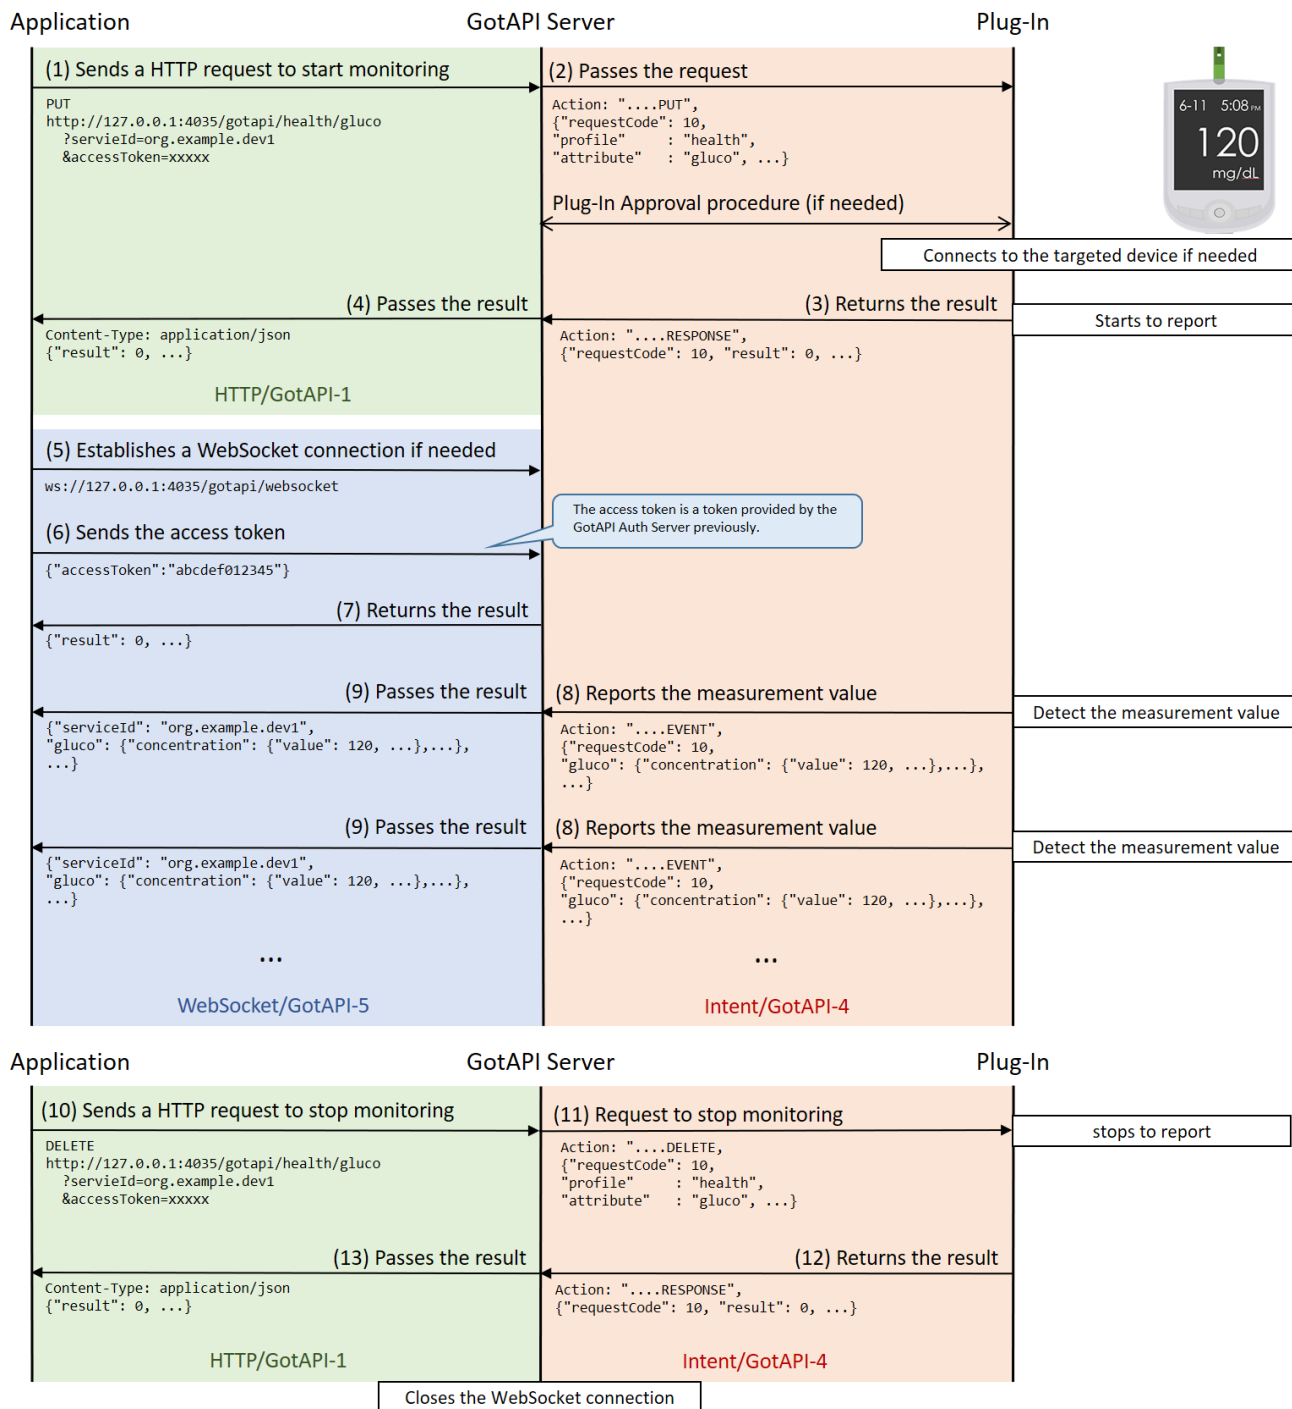 Application
GotAPI Server
Plug-In
(1) Sends a HTTP request to start monitoring
PUT
http://127.0.0.1:4035/gotapi/health/gluco
?servieId=org.example.dev1
&accessToken=xxxxx
(2) Passes the request
Action: "....PUT",
{"requestCode": 10,
"profile" : "health",
"attribute" : "gluco", ...}
6-11 5:08 PM
120
mg/dL
Plug-In Approval procedure (if needed)
Connects to the targeted device if needed
(4) Passes the result
Content-Type: application/json
{"result": 0, ...}
(3) Returns the result
Action: "....RESPONSE",
{"requestCode": 10, "result": 0, ...}
Starts to report
HTTP/GotAPI-1
(5) Establishes a WebSocket connection if needed
ws://127.0.0.1:4035/gotapi/websocket
(6) Sends the access token
{"accessToken":"abcdef012345"}
The access token is a token provided by the
GotAPI Auth Server previously.
(7) Returns the result
{"result": 0, ...}
(9) Passes the result
{"serviceId": "org.example.dev1",
"gluco": {"concentration": {"value": 120, ...},...},
...}
(8) Reports the measurement value
Action: "....EVENT",
{"requestCode": 10,
"gluco": {"concentration": {"value": 120, ...},...},
...}
Detect the measurement value
(9) Passes the result
{"serviceId": "org.example.dev1",
"gluco": {"concentration": {"value": 120, ...},...},
...}
(8) Reports the measurement value
Action: "....EVENT",
{"requestCode": 10,
"gluco": {"concentration": {"value": 120, ...},...},
...}
Detect the measurement value
...
...
WebSocket/GotAPI-5
Intent/GotAPI-4
Application
GotAPI Server
Plug-In
(10) Sends a HTTP request to stop monitoring
DELETE
http://127.0.0.1:4035/gotapi/health/gluco
?servieId=org.example.dev1
&accessToken=xxxxx
(11) Request to stop monitoring
Action: "....DELETE,
{"requestCode": 10,
"profile" : "health",
"attribute" : "gluco", ...}
stops to report
(13) Passes the result
Content-Type: application/json
{"result": 0, ...}
(12) Returns the result
Action: "....RESPONSE",
{"requestCode": 10, "result": 0, ...}
HTTP/GotAPI-1
Intent/GotAPI-4
Closes the WebSocket connection